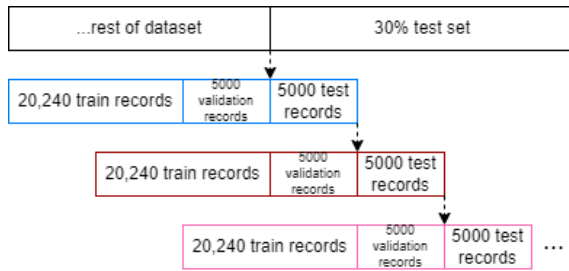 ...rest of dataset
30% test set
20,240 train records
5000
validation
records
5000 test
records
20,240 train records
5000
validation
records
5000 test
records
20,240 train records
5000
validation
records
5000 test
records
...